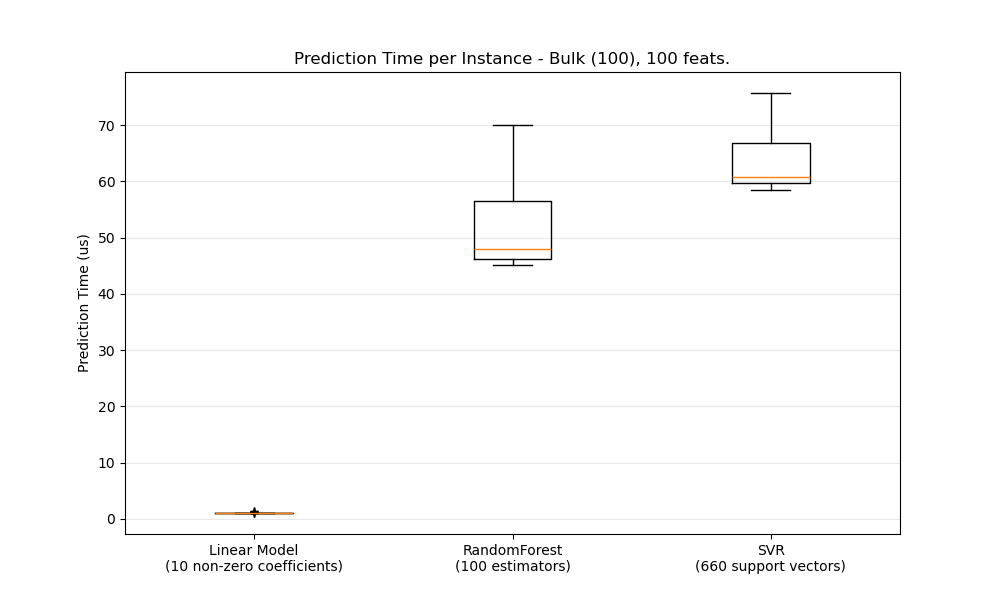 Prediction Time per Instance - Bulk (100), 100 feats.
Prediction Time (us)
70
60
50
40
30
20
10
0
Linear Model
(10 non-zero coefficients)
RandomForest
(100 estimators)
SVR
(660 support vectors)